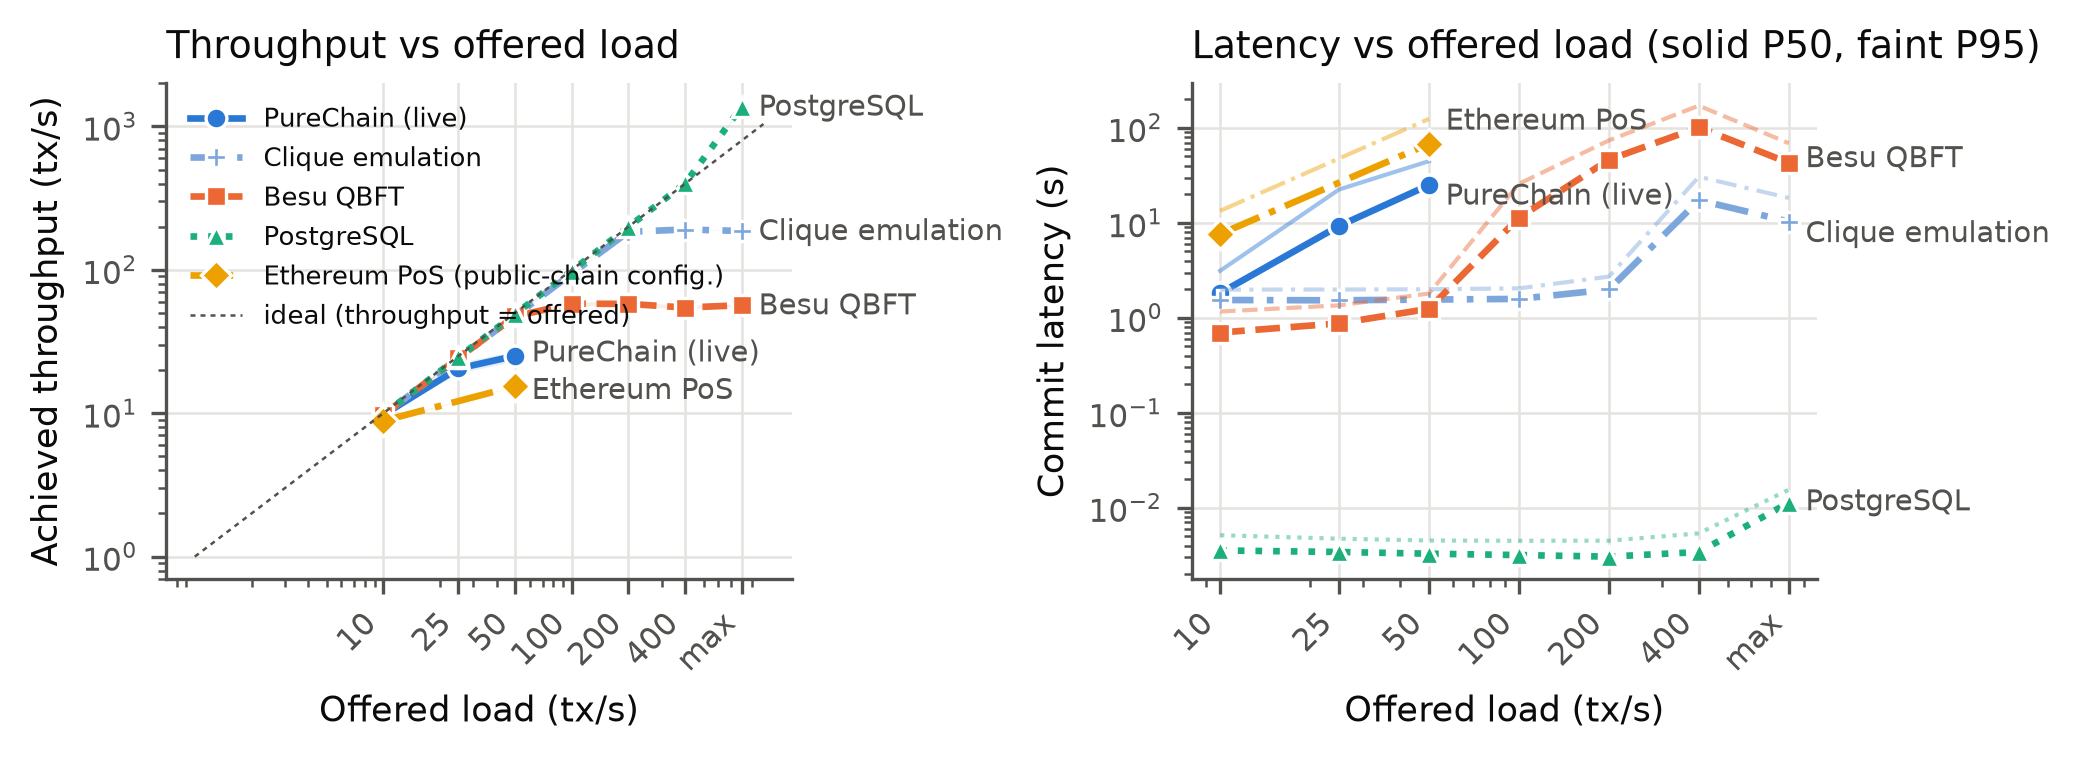 Throughput vs offered load
Achieved throughput (tx/s)
10³
10²
10¹
10⁰
PureChain (live)
Clique emulation
Besu QBFT
PostgreSQL
Ethereum PoS (public-chain config.)
ideal (throughput = offered)
PostgreSQL
Clique emulation
Besu QBFT
PureChain (live)
Ethereum PoS
10
25
50
100
200
400
max
Offered load (tx/s)
Latency vs offered load (solid P50, faint P95)
Commit latency (s)
10²
10¹
10⁰
10⁻¹
10⁻²
Ethereum PoS
Besu QBFT
PureChain (live)
Clique emulation
PostgreSQL
10
25
50
100
200
400
max
Offered load (tx/s)